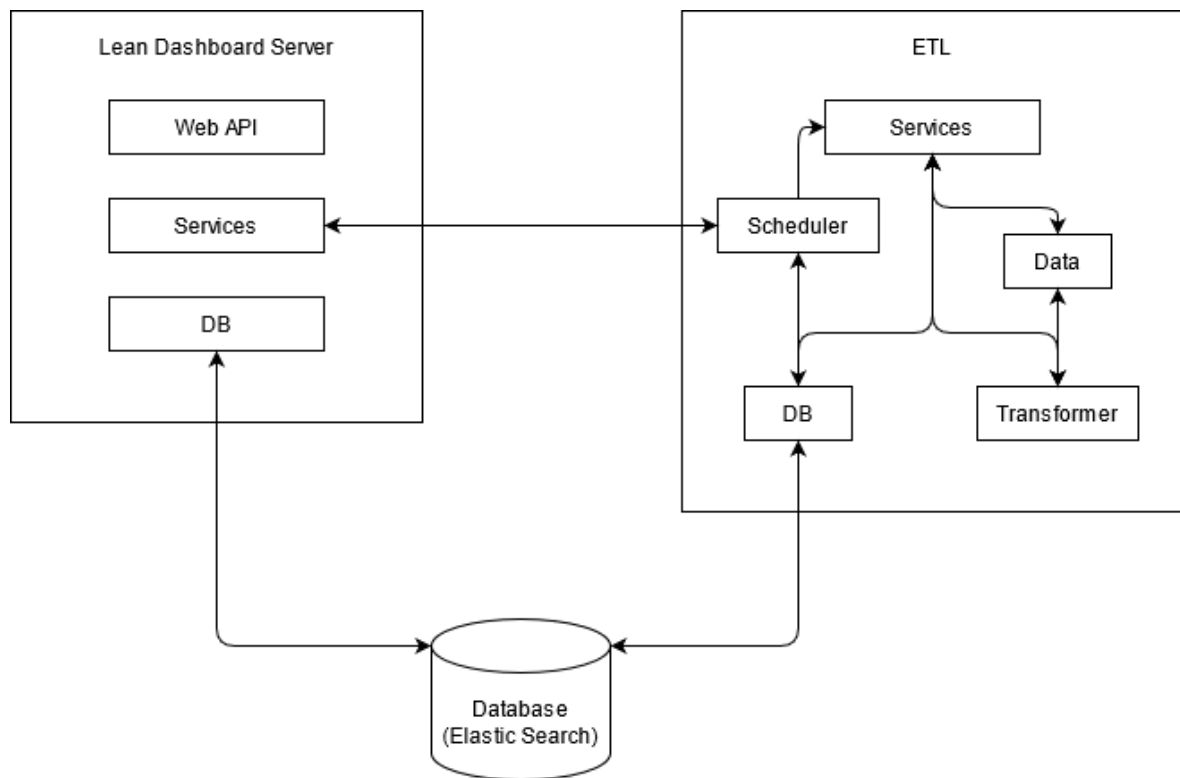 Lean Dashboard Server
Web API
Services
DB
ETL
Services
Scheduler
Data
DB
Transformer
Database
(Elastic Search)